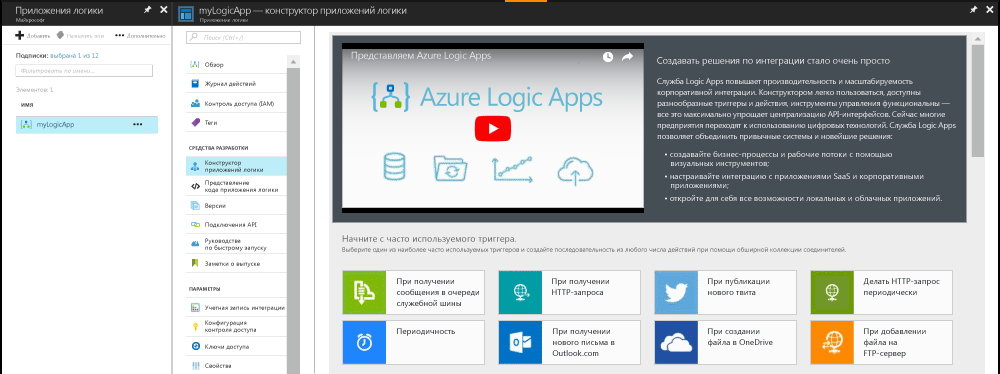 Приложения логики
Майкрософт
Добавить
Назначить теги
Дополнительно
Подписки: выбрано 1 из 12
Фильтровать по имени...
Элементов: 1
ИМЯ
myLogicApp
myLogicApp — конструктор приложений логики
Приложение логики
Поиск (Ctrl+/)
Обзор
Журнал действий
Контроль доступа (IAM)
Теги
СРЕДСТВА РАЗРАБОТКИ
Конструктор
приложений логики
Представление
кода приложения логики
Версии
Подключения API
Руководства
по быстрому запуску
Заметки о выпуске
ПАРАМЕТРЫ
Учетная запись интеграции
Конфигурация
контроля доступа
Ключи доступа
Свойства
Представляем Azure Logic Apps
Azure Logic Apps
Создавать решения по интеграции стало очень просто
Служба Logic Apps повышает производительность и масштабируемость
корпоративной интеграции. Конструктором легко пользоваться, доступны
разнообразные триггеры и действия, инструменты управления функциональны —
все это максимально упрощает централизацию API-интерфейсов. Сейчас многие
предприятия переходят к использованию цифровых технологий. Служба Logic Apps
позволяет объединить привычные системы и новейшие решения:
• создавайте бизнес-процессы и рабочие потоки с помощью
визуальных инструментов;
• настраивайте интеграцию с приложениями SaaS и корпоративными
приложениями;
• откройте для себя все возможности локальных и облачных приложений.
Начните с часто используемого триггера.
Выберите один из наиболее часто используемых триггеров и создайте последовательность из любого числа действий при помощи обширной коллекции соединителей.
При получении
сообщения в очереди
служебной шины
При получении
HTTP-запроса
При публикации
нового твита
Делать HTTP-запрос
периодически
Периодичность
При получении
нового письма в
Outlook.com
При создании
файла в OneDrive
При добавлении
файла на
FTP-сервер